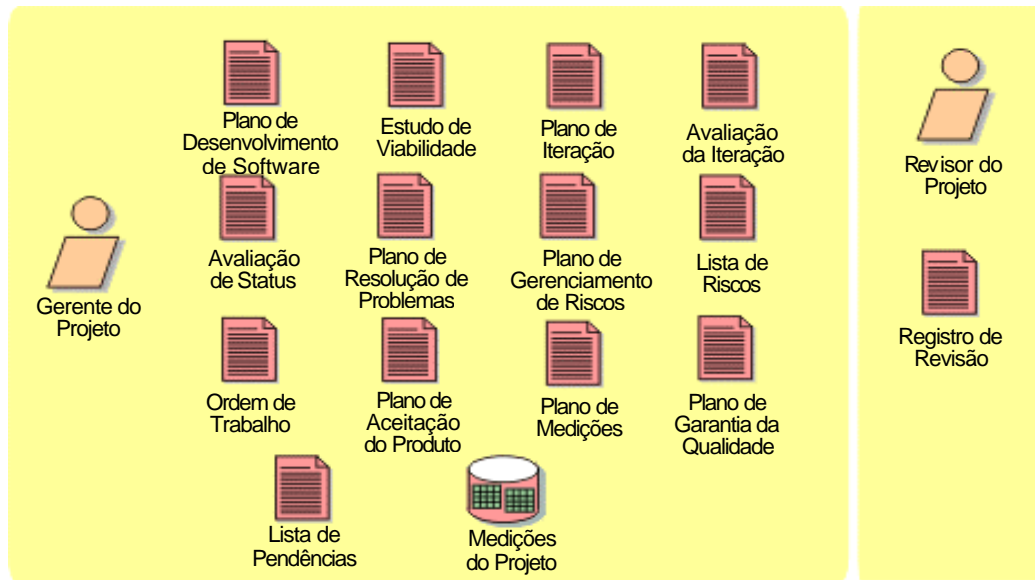 Plano de
Desenvolvimento
de Software
Estudo de
Viabilidade
Plano de
Iteração
Avaliação
da Iteração
Gerente do
Projeto
Avaliação
de Status
Plano de
Resolução de
Problemas
Plano de
Gerenciamento
de Riscos
Lista de
Riscos
Ordem de
Trabalho
Plano de
Aceitação
do Produto
Plano de
Medições
Plano de
Garantia da
Qualidade
Lista de
Pendências
Medições
do Projeto
Revisor do
Projeto
Registro de
Revisão